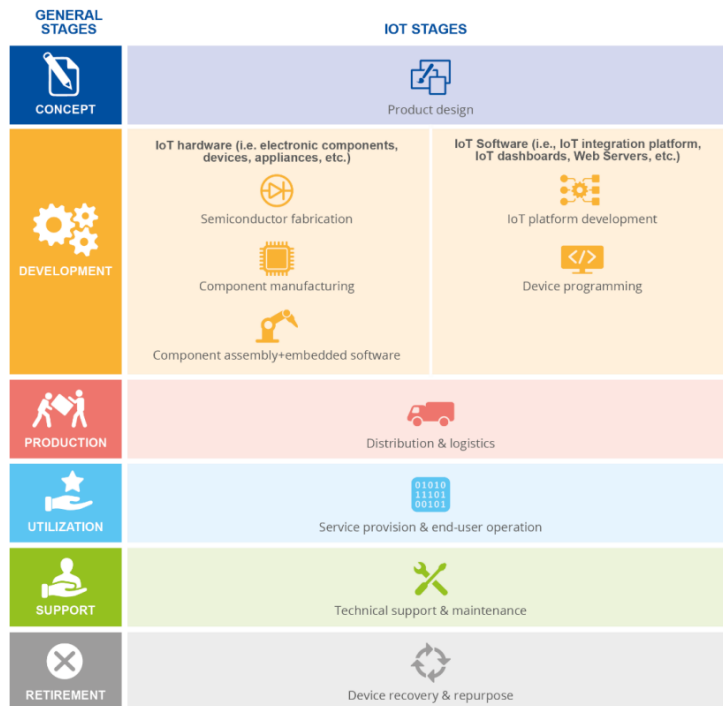 GENERAL
STAGES
IOT STAGES
CONCEPT
Product design
DEVELOPMENT
IoT hardware (i.e. electronic components,
devices, appliances, etc.)
Semiconductor fabrication
Component manufacturing
Component assembly+embedded software
IoT Software (i.e., IoT integration platform,
IoT dashboards, Web Servers, etc.)
IoT platform development
</>
Device programming
PRODUCTION
Distribution & logistics
UTILIZATION
01010
11101
00101
Service provision & end-user operation
SUPPORT
Technical support & maintenance
RETIREMENT
Device recovery & repurpose